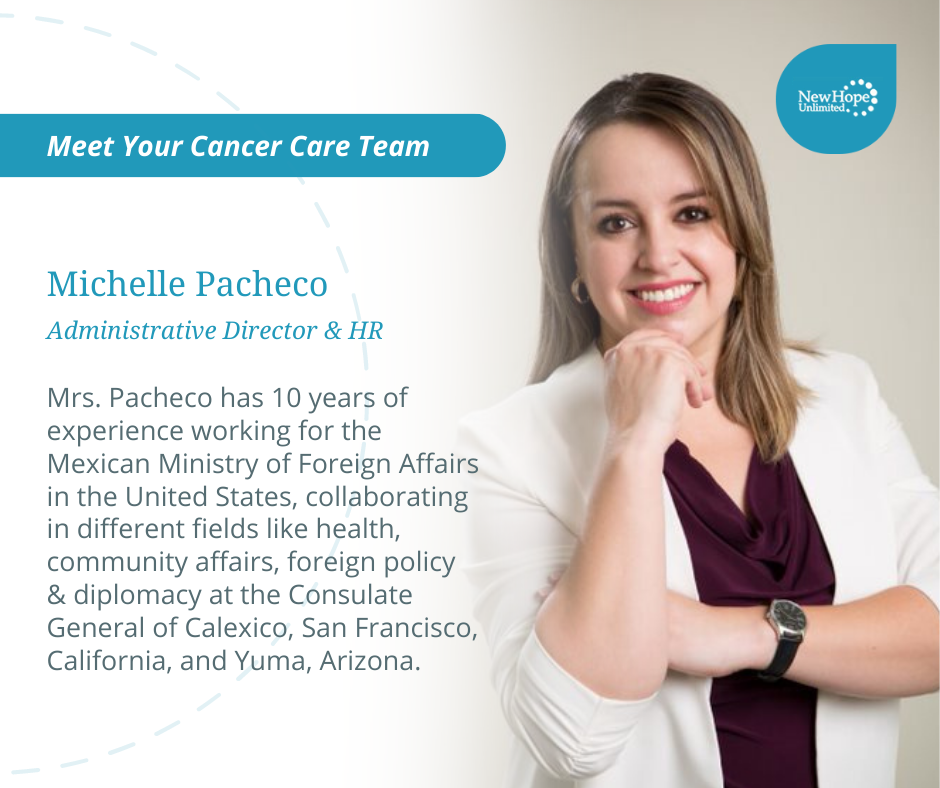 NewHope
Unlimited
Meet Your Cancer Care Team
Michelle Pacheco
Administrative Director & HR
Mrs. Pacheco has 10 years of
experience working for the
Mexican Ministry of Foreign Affairs
in the United States, collaborating
in different fields like health,
community affairs, foreign policy
& diplomacy at the Consulate
General of Calexico, San Francisco,
California, and Yuma, Arizona.